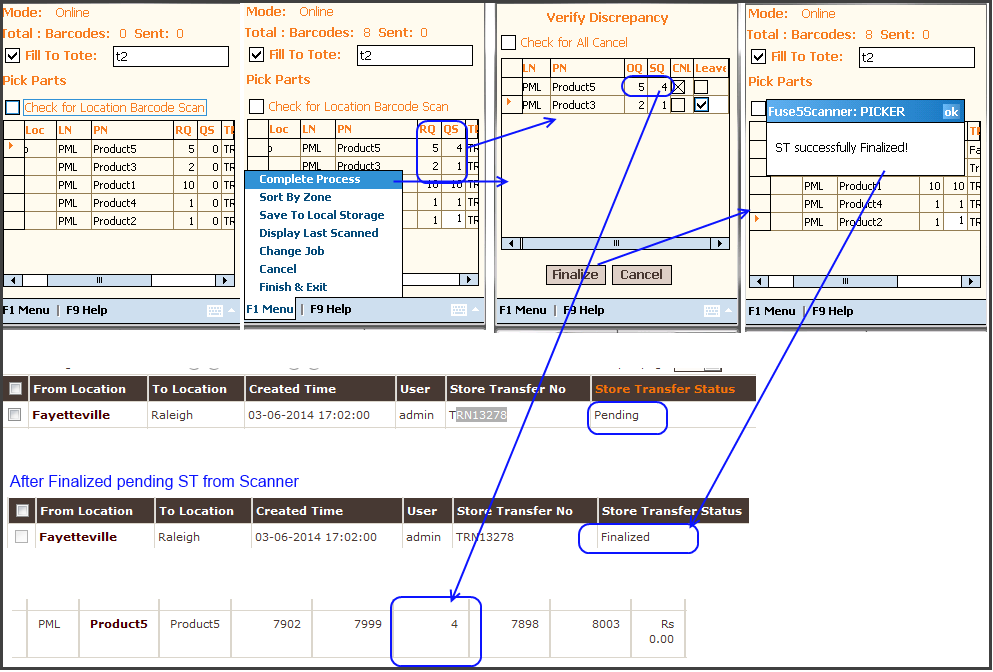 Mode: Online
Total : Barcodes: 0 Sent: 0
Fill To Tote: t2
Pick Parts
Check for Location Barcode Scan
Loc LN PN RQ QS
PML Product5 5 0 TR
PML Product3 2 0 TR
PML Product1 10 0 TR
PML Product4 1 0 TR
PML Product2 1 0 TR
F1 Menu | F9 Help
Mode: Online
Total : Barcodes: 8 Sent: 0
Fill To Tote: t2
Pick Parts
Check for Location Barcode Scan
Loc LN PN RQ QS
PML Product5 5 4 TR
PML Product3 2 1 TR
10 10 TR
1 1 TR
1 1 TR
Complete Process
Sort By Zone
Save To Local Storage
Display Last Scanned
Change Job
Cancel
Finish & Exit
F1 Menu | F9 Help
Verify Discrepancy
Check for All Cancel
LN PN OQ SQ CNL Leave
PML Product5 5 4
PML Product3 2 1
Finalize Cancel
F1 Menu | F9 Help
Mode: Online
Total : Barcodes: 8 Sent: 0
Fill To Tote: t2
Pick Parts
Fuse5Scanner: PICKER ok
ST successfully Finalized!
PML Product1 10 10 TR
PML Product4 1 1 TR
PML Product2 1 1 TR
F1 Menu | F9 Help
From Location To Location Created Time User Store Transfer No Store Transfer Status
Fayetteville Raleigh 03-06-2014 17:02:00 admin TRN13278 Pending
After Finalized pending ST from Scanner
From Location To Location Created Time User Store Transfer No Store Transfer Status
Fayetteville Raleigh 03-06-2014 17:02:00 admin TRN13278 Finalized
PML Product5 Product5 7902 7999 4 7898 8003 Rs
0.00